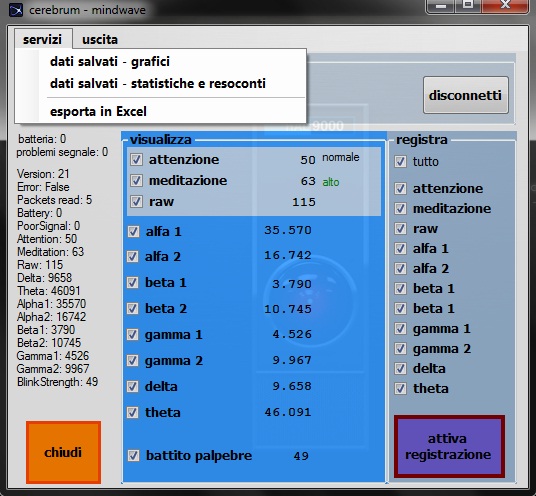 cerebrum - mindwave
servizi uscita
dati salvati - grafici
dati salvati - statistiche e resoconti
esporta in Excel
disconnetti
batteria: 0
problemi segnale: 0
Version: 21
Error: False
Packets read: 5
Battery: 0
PoorSignal: 0
Attention: 50
Meditation: 63
Raw: 115
Delta: 9658
Theta: 46091
Alpha1: 35570
Alpha2: 16742
Beta1: 3790
Beta2: 10745
Gamma1: 4526
Gamma2: 9967
BlinkStrength: 49
chiudi
visualizza
attenzione 50 normale
meditazione 63 alto
raw 115
alfa 1 35.570
alfa 2 16.742
beta 1 3.790
beta 2 10.745
gamma 1 4.526
gamma 2 9.967
delta 9.658
theta 46.091
battito palpebre 49
registra
tutto
attenzione
meditazione
raw
alfa 1
alfa 2
beta 1
beta 1
gamma 1
gamma 2
delta
theta
attiva
registrazione